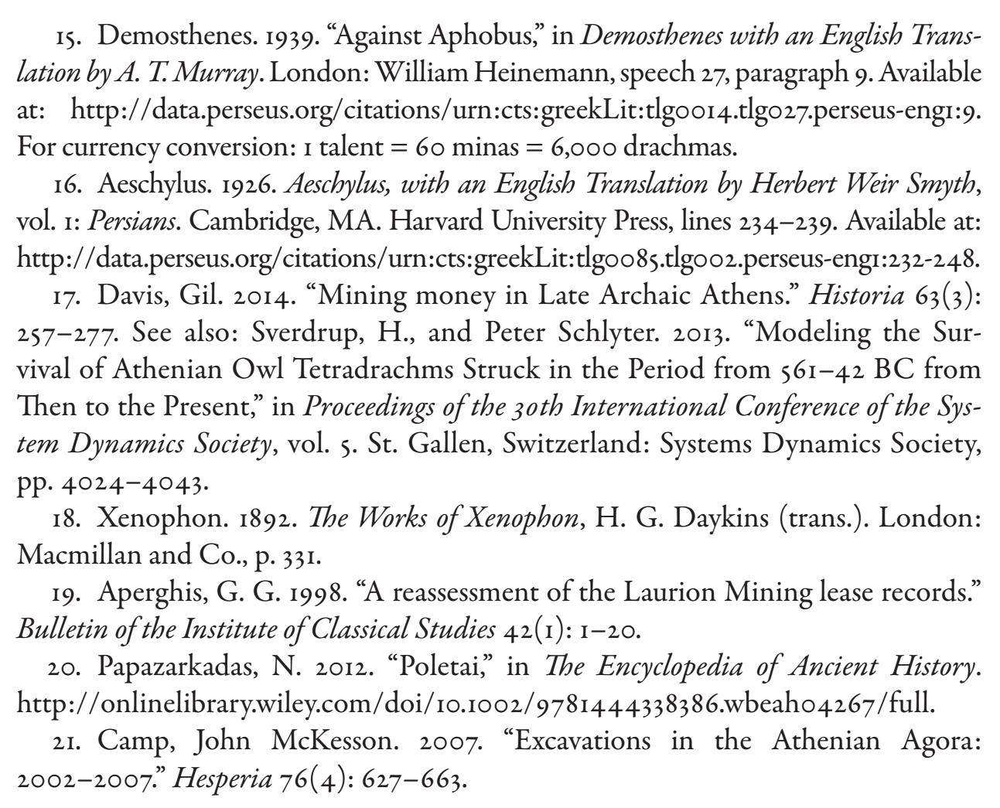 15. Demosthenes. 1939. “Against Aphobus,” in Demosthenes with an English Trans-
lation by A. T. Murray. London: William Heinemann, speech 27, paragraph 9. Available
at: http://data.perseus.org/citations/urn:cts:greekLit:tlg0014.tlg027.perseus-eng1:9.
For currency conversion: 1 talent = 60 minas = 6,000 drachmas.
16. Aeschylus. 1926. Aeschylus, with an English Translation by Herbert Weir Smyth,
vol. 1: Persians. Cambridge, MA. Harvard University Press, lines 234–239. Available at:
http://data.perseus.org/citations/urn:cts:greekLit:tlg0085.tlg002.perseus-eng1:232-248.
17. Davis, Gil. 2014. “Mining money in Late Archaic Athens.” Historia 63(3):
257–277. See also: Sverdrup, H., and Peter Schlyter. 2013. “Modeling the Sur-
vival of Athenian Owl Tetradrachms Struck in the Period from 561–42 BC from
Then to the Present,” in Proceedings of the 30th International Conference of the Sys-
tem Dynamics Society, vol. 5. St. Gallen, Switzerland: Systems Dynamics Society,
pp. 4024–4043.
18. Xenophon. 1892. The Works of Xenophon, H. G. Daykins (trans.). London:
Macmillan and Co., p. 331.
19. Aperghis, G. G. 1998. “A reassessment of the Laurion Mining lease records.”
Bulletin of the Institute of Classical Studies 42(1): 1–20.
20. Papazarkadas, N. 2012. “Poletai,” in The Encyclopedia of Ancient History.
http://onlinelibrary.wiley.com/doi/10.1002/9781444338386.wbeah04267/full.
21. Camp, John McKesson. 2007. “Excavations in the Athenian Agora:
2002–2007.” Hesperia 76(4): 627–663.